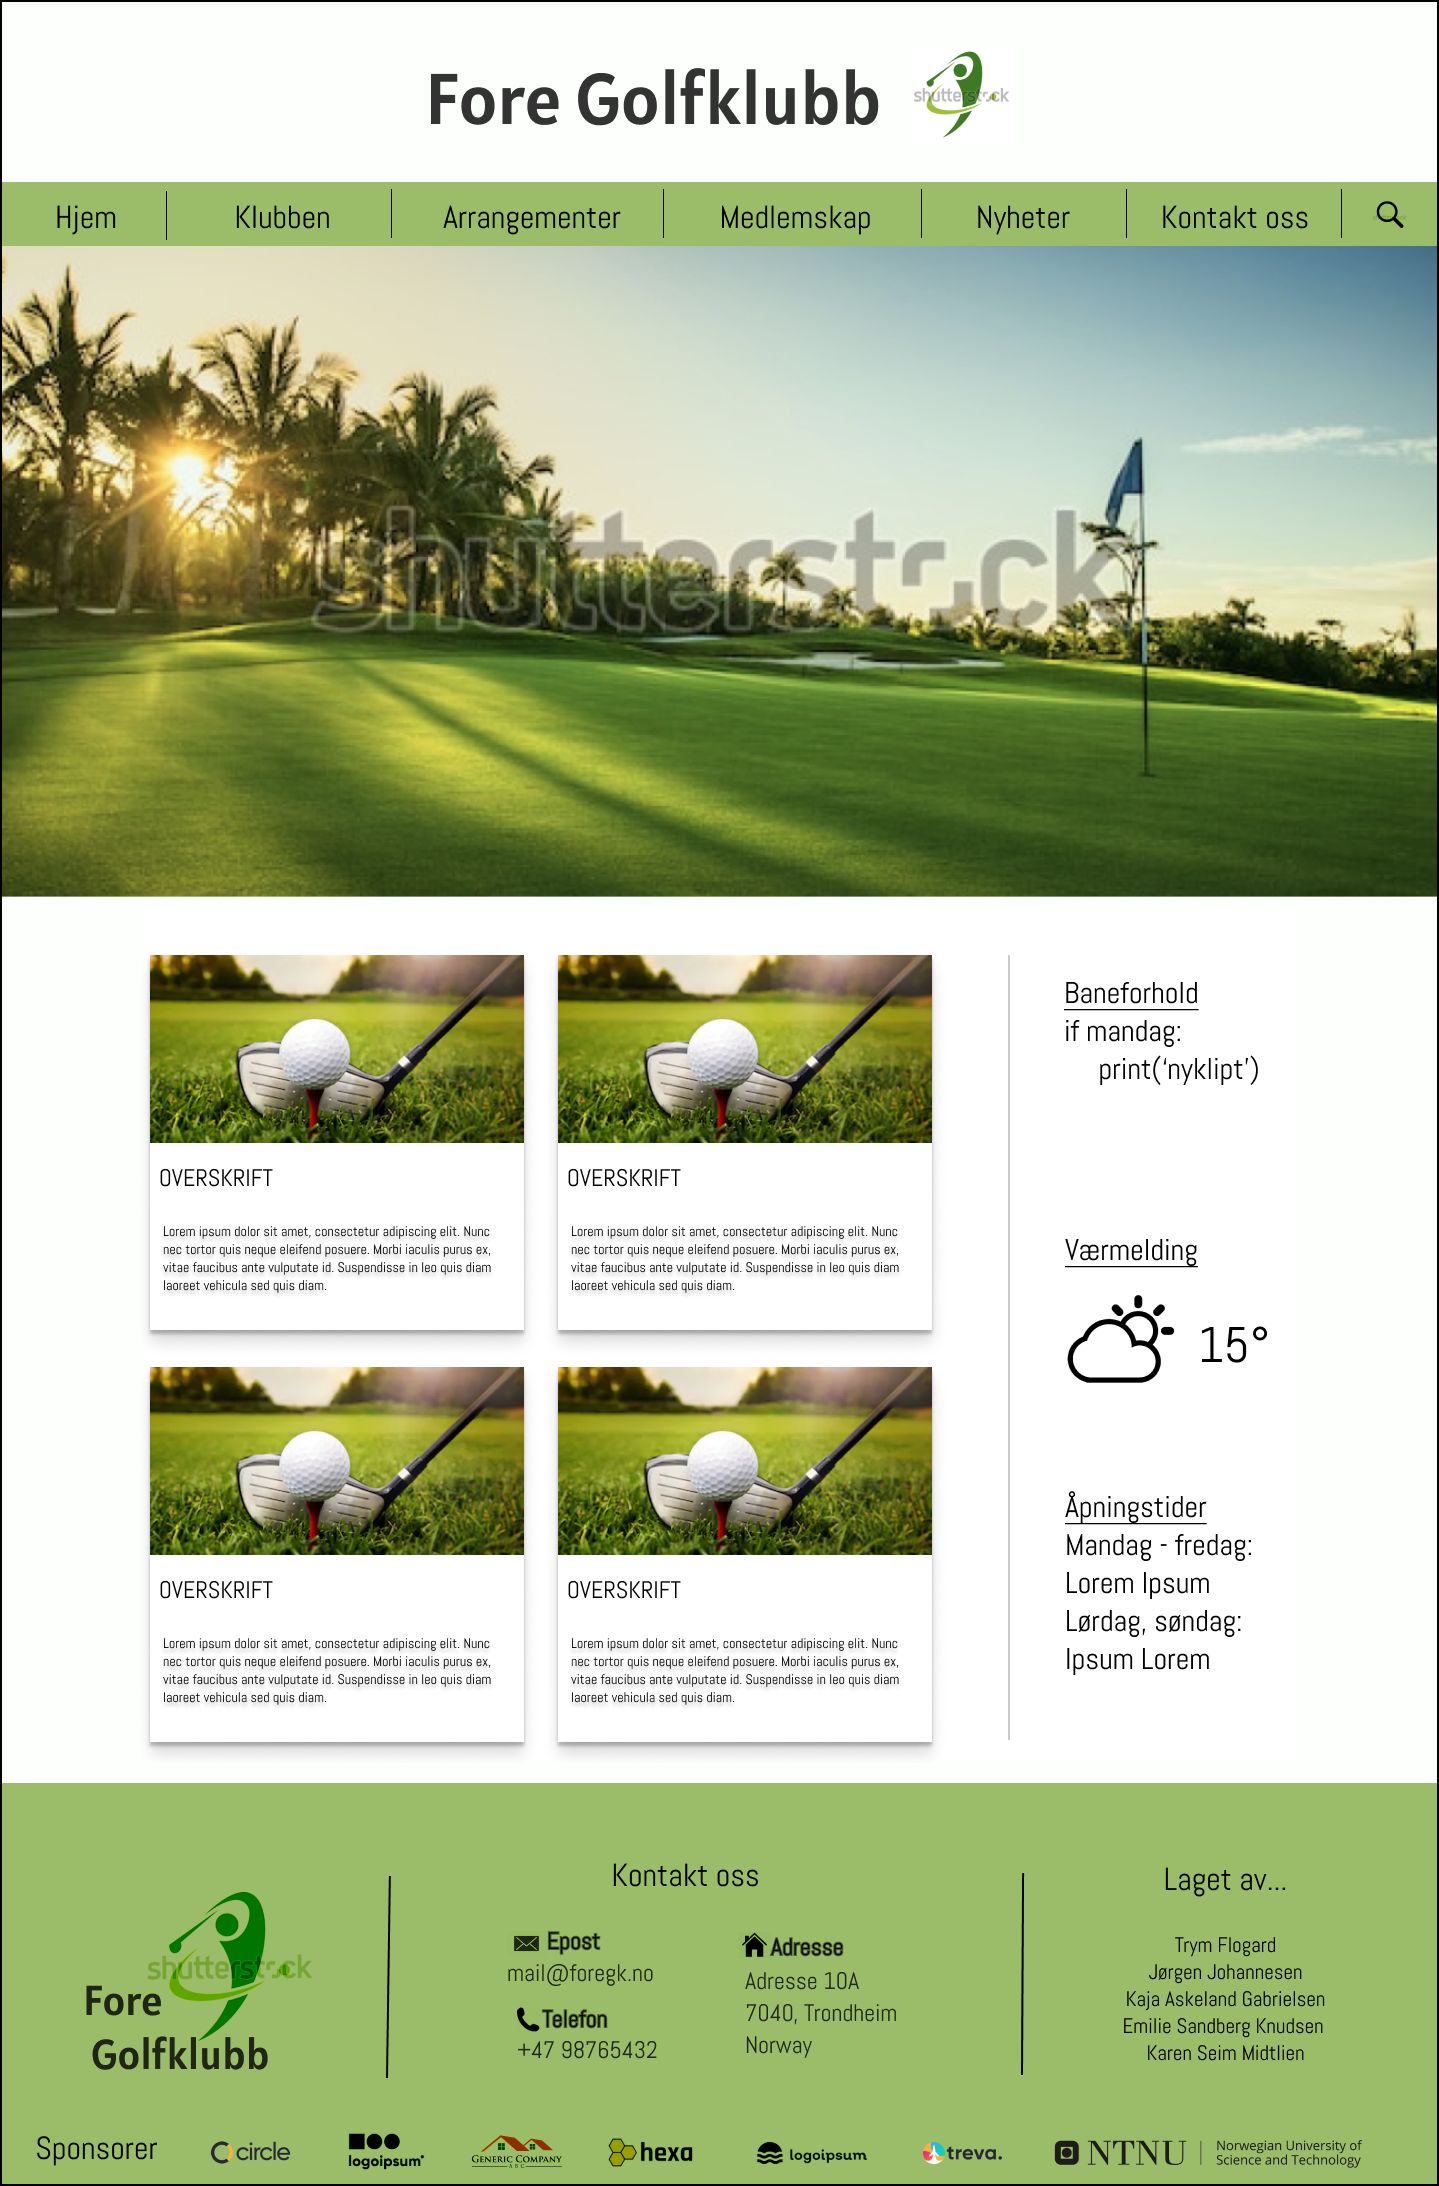 Fore Golfklubb
shutterstock
Hjem
Klubben
Arrangementer
Medlemskap
Nyheter
Kontakt oss
shutterstock
OVERSKRIFT
Lorem ipsum dolor sit amet, consectetur adipiscing elit. Nunc
nec tortor quis neque eleifend posuere. Morbi iaculis purus ex,
vitae faucibus ante vulputate id. Suspendisse in leo quis diam
laoreet vehicula sed quis diam.
OVERSKRIFT
Lorem ipsum dolor sit amet, consectetur adipiscing elit. Nunc
nec tortor quis neque eleifend posuere. Morbi iaculis purus ex,
vitae faucibus ante vulputate id. Suspendisse in leo quis diam
laoreet vehicula sed quis diam.
OVERSKRIFT
Lorem ipsum dolor sit amet, consectetur adipiscing elit. Nunc
nec tortor quis neque eleifend posuere. Morbi iaculis purus ex,
vitae faucibus ante vulputate id. Suspendisse in leo quis diam
laoreet vehicula sed quis diam.
OVERSKRIFT
Lorem ipsum dolor sit amet, consectetur adipiscing elit. Nunc
nec tortor quis neque eleifend posuere. Morbi iaculis purus ex,
vitae faucibus ante vulputate id. Suspendisse in leo quis diam
laoreet vehicula sed quis diam.
Baneforhold
if mandag:
print(‘nyklipt’)
Værmelding
15°
Åpningstider
Mandag - fredag:
Lorem Ipsum
Lørdag, søndag:
Ipsum Lorem
shutterstock
Fore
Golfklubb
Kontakt oss
Epost
mail@foregk.no
Telefon
+47 98765432
Adresse
Adresse 10A
7040, Trondheim
Norway
Laget av...
Trym Flogard
Jørgen Johannesen
Kaja Askeland Gabrielsen
Emilie Sandberg Knudsen
Karen Seim Midtlien
Sponsorer
circle
logoipsum
GENERIC COMPANY
ABC
hexa
logoipsum
treva.
NTNU
Norwegian University of
Science and Technology